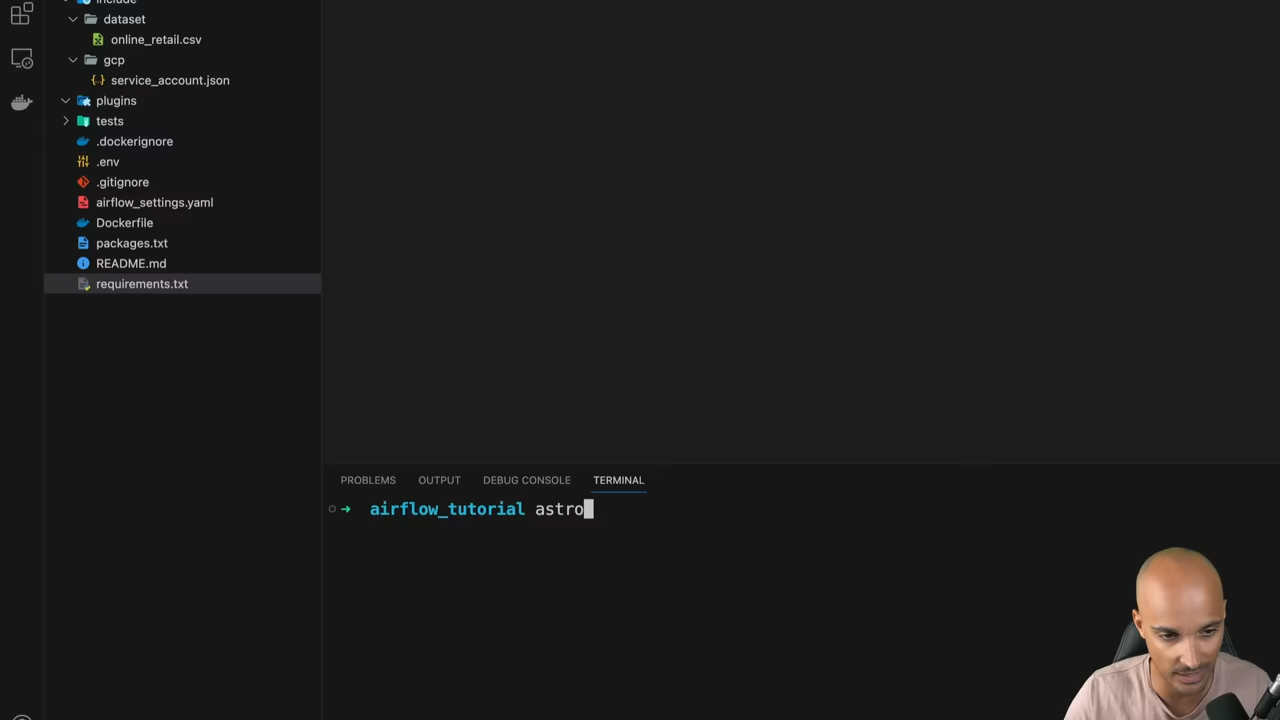 include
dataset
online_retail.csv
gcp
service_account.json
plugins
tests
.dockerignore
.env
.gitignore
airflow_settings.yaml
Dockerfile
packages.txt
README.md
requirements.txt
PROBLEMS OUTPUT DEBUG CONSOLE TERMINAL
airflow_tutorial astro